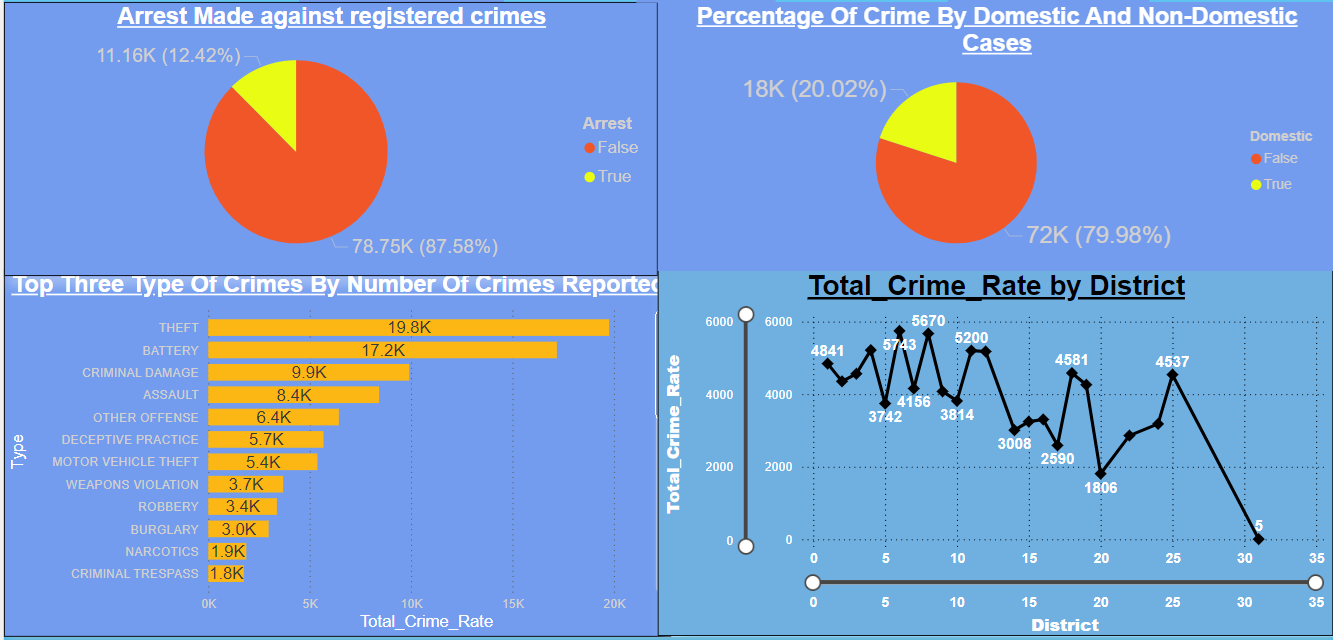 Arrest Made against registered crimes
11.16K (12.42%)
78.75K (87.58%)
Arrest
False
True
Percentage Of Crime By Domestic And Non-Domestic
Cases
18K (20.02%)
72K (79.98%)
Domestic
False
True
Top Three Type Of Crimes By Number Of Crimes Reported
Type
THEFT 19.8K
BATTERY 17.2K
CRIMINAL DAMAGE 9.9K
ASSAULT 8.4K
OTHER OFFENSE 6.4K
DECEPTIVE PRACTICE 5.7K
MOTOR VEHICLE THEFT 5.4K
WEAPONS VIOLATION 3.7K
ROBBERY 3.4K
BURGLARY 3.0K
NARCOTICS 1.9K
CRIMINAL TRESPASS 1.8K
0K 5K 10K 15K 20K
Total_Crime_Rate
Total_Crime_Rate by District
Total_Crime_Rate
6000 6000
4000 4000
2000 2000
0 0
4841
3742
5743
4156
5670
3814
5200
3008
2590
4581
1806
4537
5
0 5 10 15 20 25 30 35
0 5 10 15 20 25 30 35
District